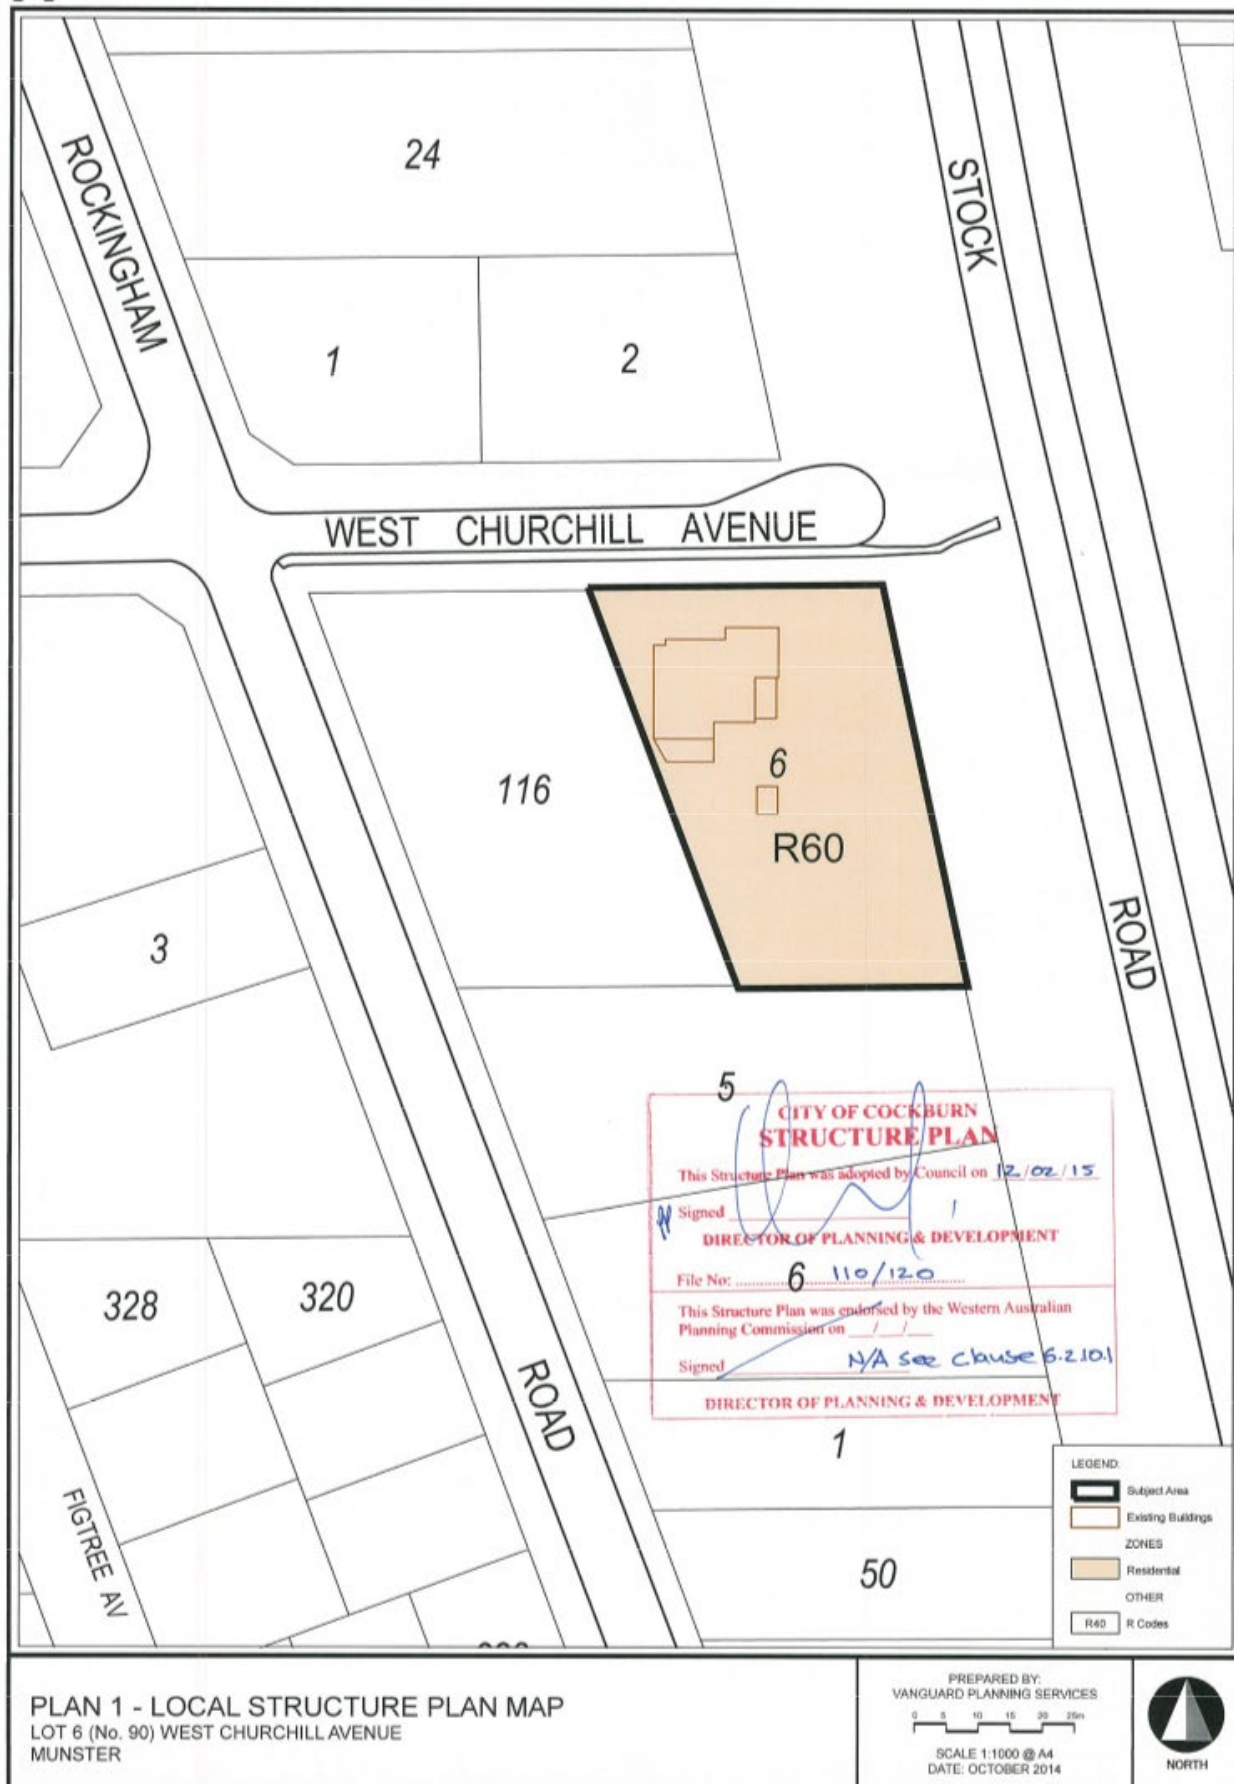 24
ROCKINGHAM
STOCK
1
2
WEST CHURCHILL AVENUE
116
6
R60
3
ROAD
5
CITY OF COCKBURN
STRUCTURE PLAN
This Structure Plan was adopted by Council on 12/02/15
pp Signed
DIRECTOR OF PLANNING & DEVELOPMENT
File No: 110/120
6
This Structure Plan was endorsed by the Western Australian
Planning Commission on __/__/__
Signed N/A see clause 6.2.10.1
DIRECTOR OF PLANNING & DEVELOPMENT
328
320
ROAD
1
FIGTREE AV
50
LEGEND
Subject Area
Existing Buildings
ZONES
Residential
OTHER
R40 R Codes
PLAN 1 - LOCAL STRUCTURE PLAN MAP
LOT 6 (No. 90) WEST CHURCHILL AVENUE
MUNSTER
PREPARED BY:
VANGUARD PLANNING SERVICES
0 5 10 15 20 25m
SCALE 1:1000 @ A4
DATE: OCTOBER 2014
NORTH